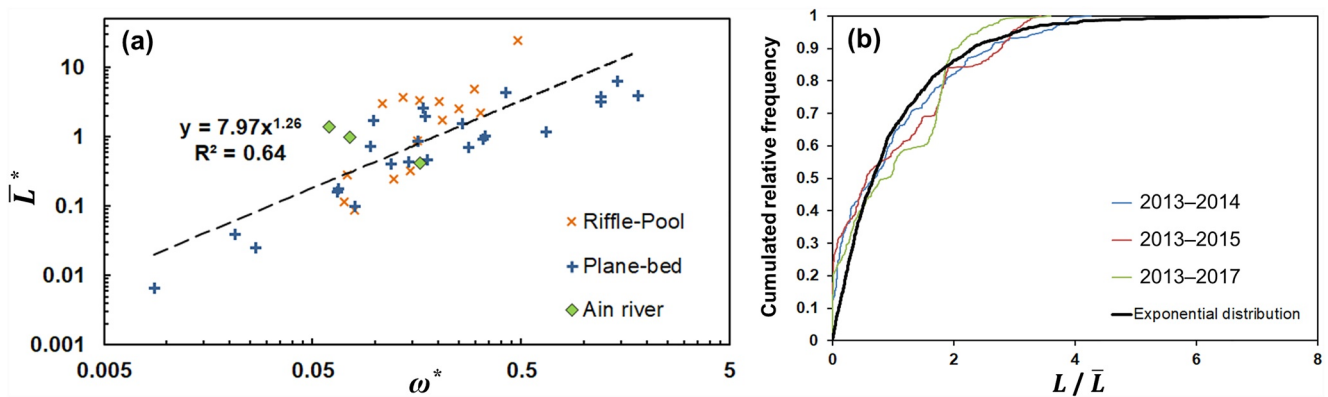 (a)
10
1
0.1
0.01
0.001
0.005
0.05
0.5
5
L̅*
ω*
y = 7.97x^1.26
R² = 0.64
Riffle-Pool
Plane-bed
Ain river
(b)
1
0.9
0.8
0.7
0.6
0.5
0.4
0.3
0.2
0.1
0
0
2
4
6
8
Cumulated relative frequency
L / L̅
2013–2014
2013–2015
2013–2017
Exponential distribution